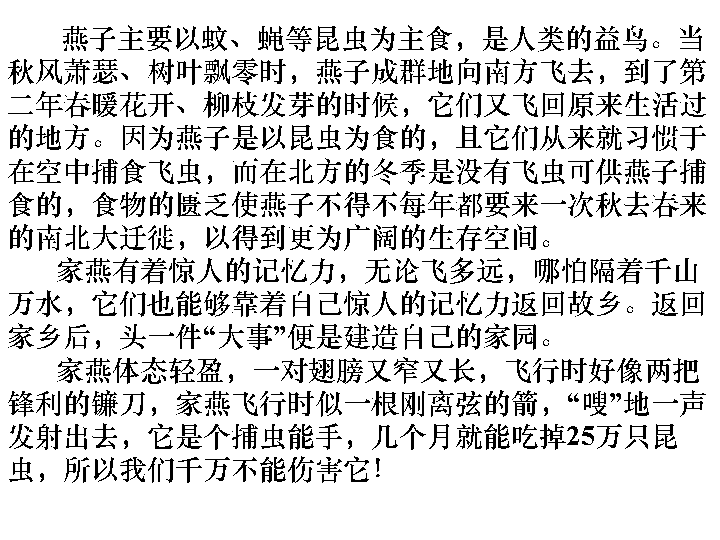 燕子主要以蚊、蝇等昆虫为主食，是人类的益鸟。当
秋风萧瑟、树叶飘零时，燕子成群地向南方飞去，到了第
二年春暖花开、柳枝发芽的时候，它们又飞回原来生活过
的地方。因为燕子是以昆虫为食的，且它们从来就习惯于
在空中捕食飞虫，而在北方的冬季是没有飞虫可供燕子捕
食的，食物的匮乏使燕子不得不每年都要来一次秋去春来
的南北大迁徙，以得到更为广阔的生存空间。
家燕有着惊人的记忆力，无论飞多远，哪怕隔着千山
万水，它们也能够靠着自己惊人的记忆力返回故乡。返回
家乡后，头一件“大事”便是建造自己的家园。
家燕体态轻盈，一对翅膀又窄又长，飞行时好像两把
锋利的镰刀，家燕飞行时似一根刚离弦的箭，“嗖”地一声
发射出去，它是个捕虫能手，几个月就能吃掉25万只昆
虫，所以我们千万不能伤害它！